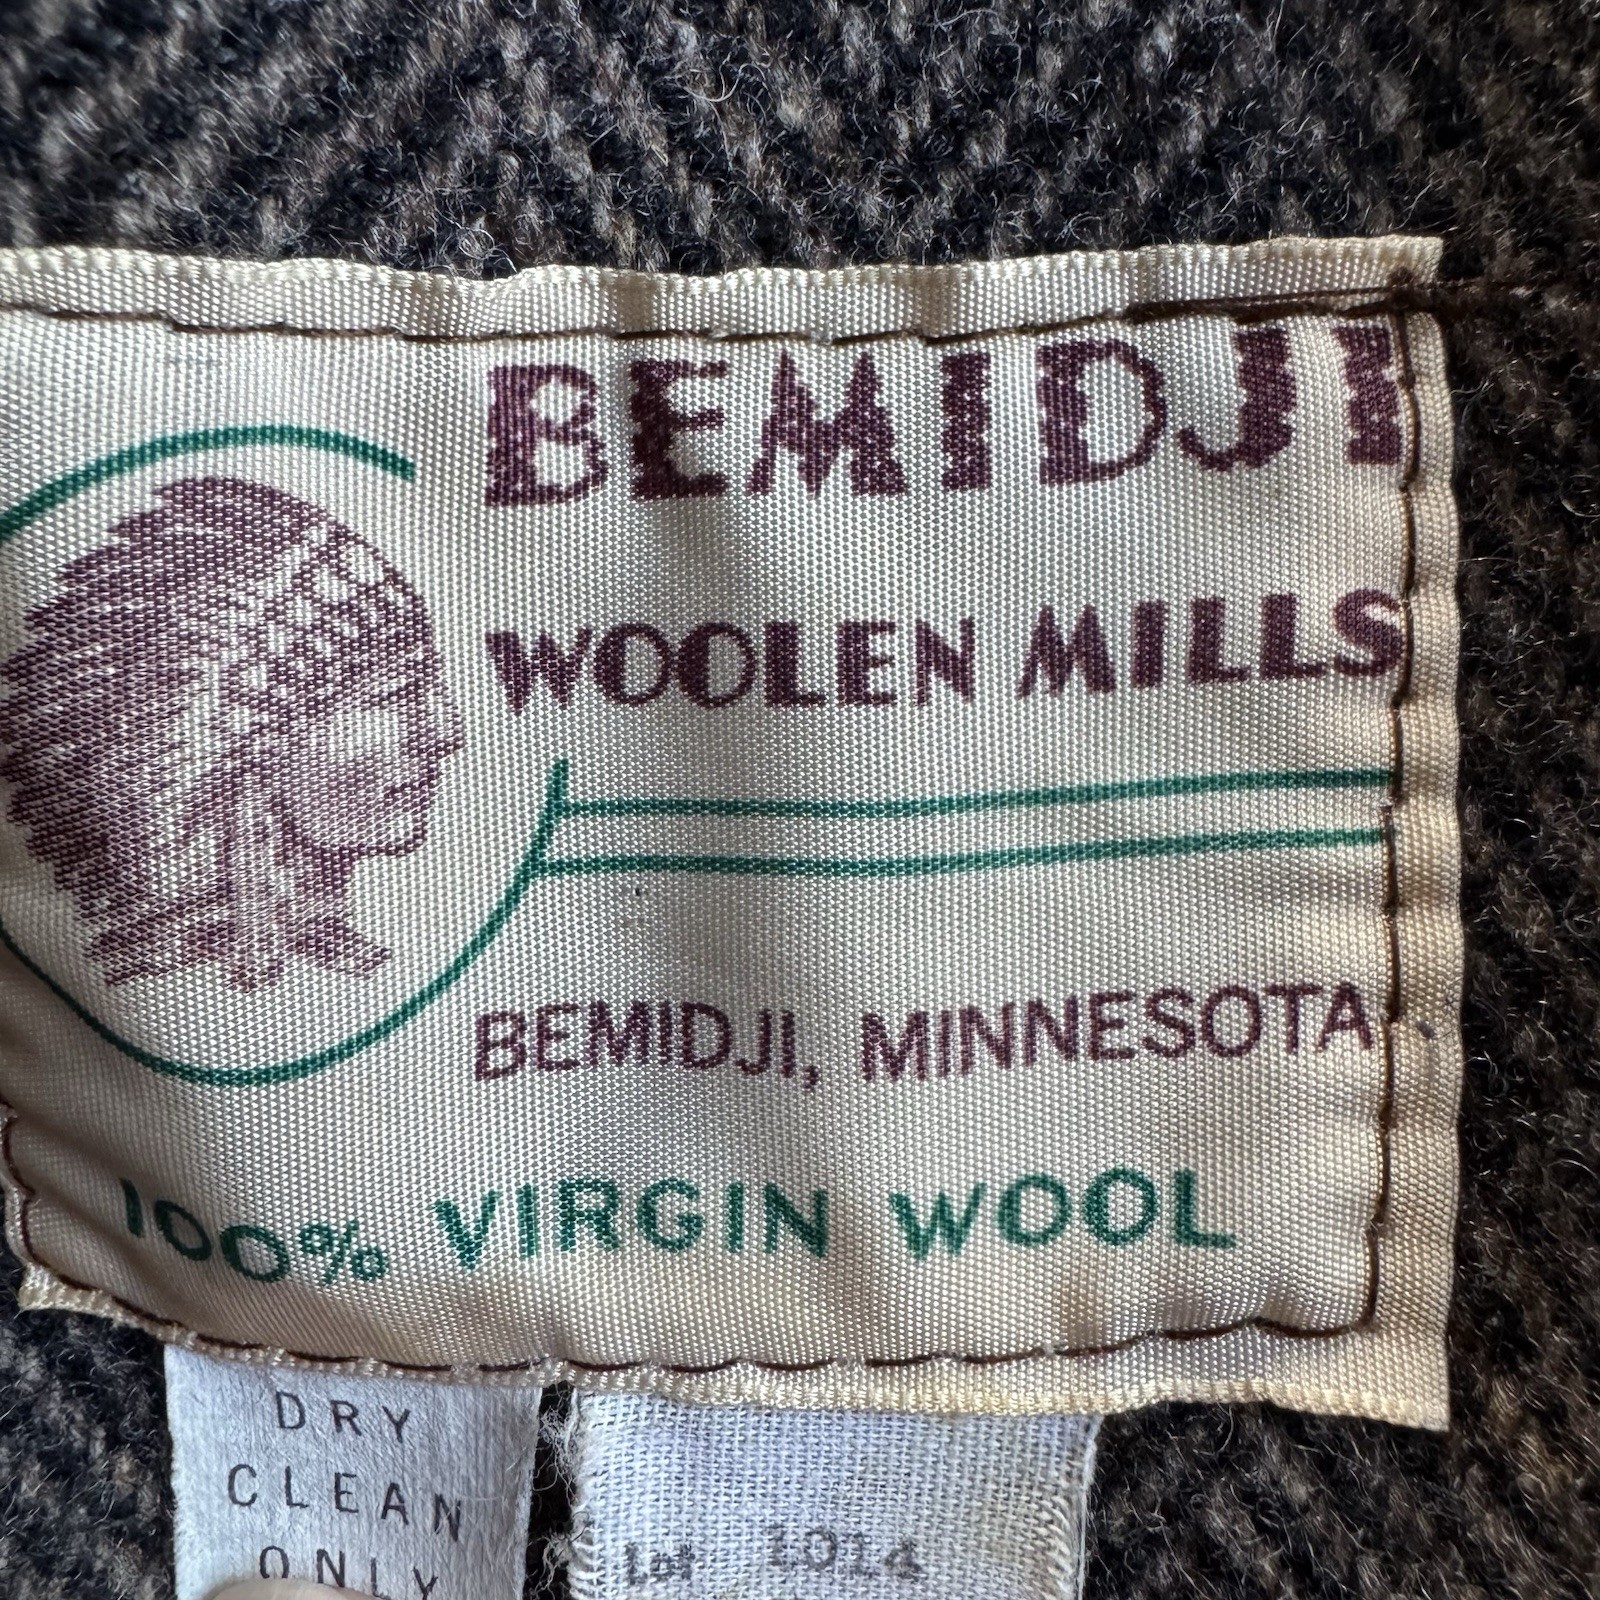 BEMIDJI
WOOLEN MILLS
BEMIDJI, MINNESOTA
100% VIRGIN WOOL
DRY
CLEAN
ONLY
Lot 1014